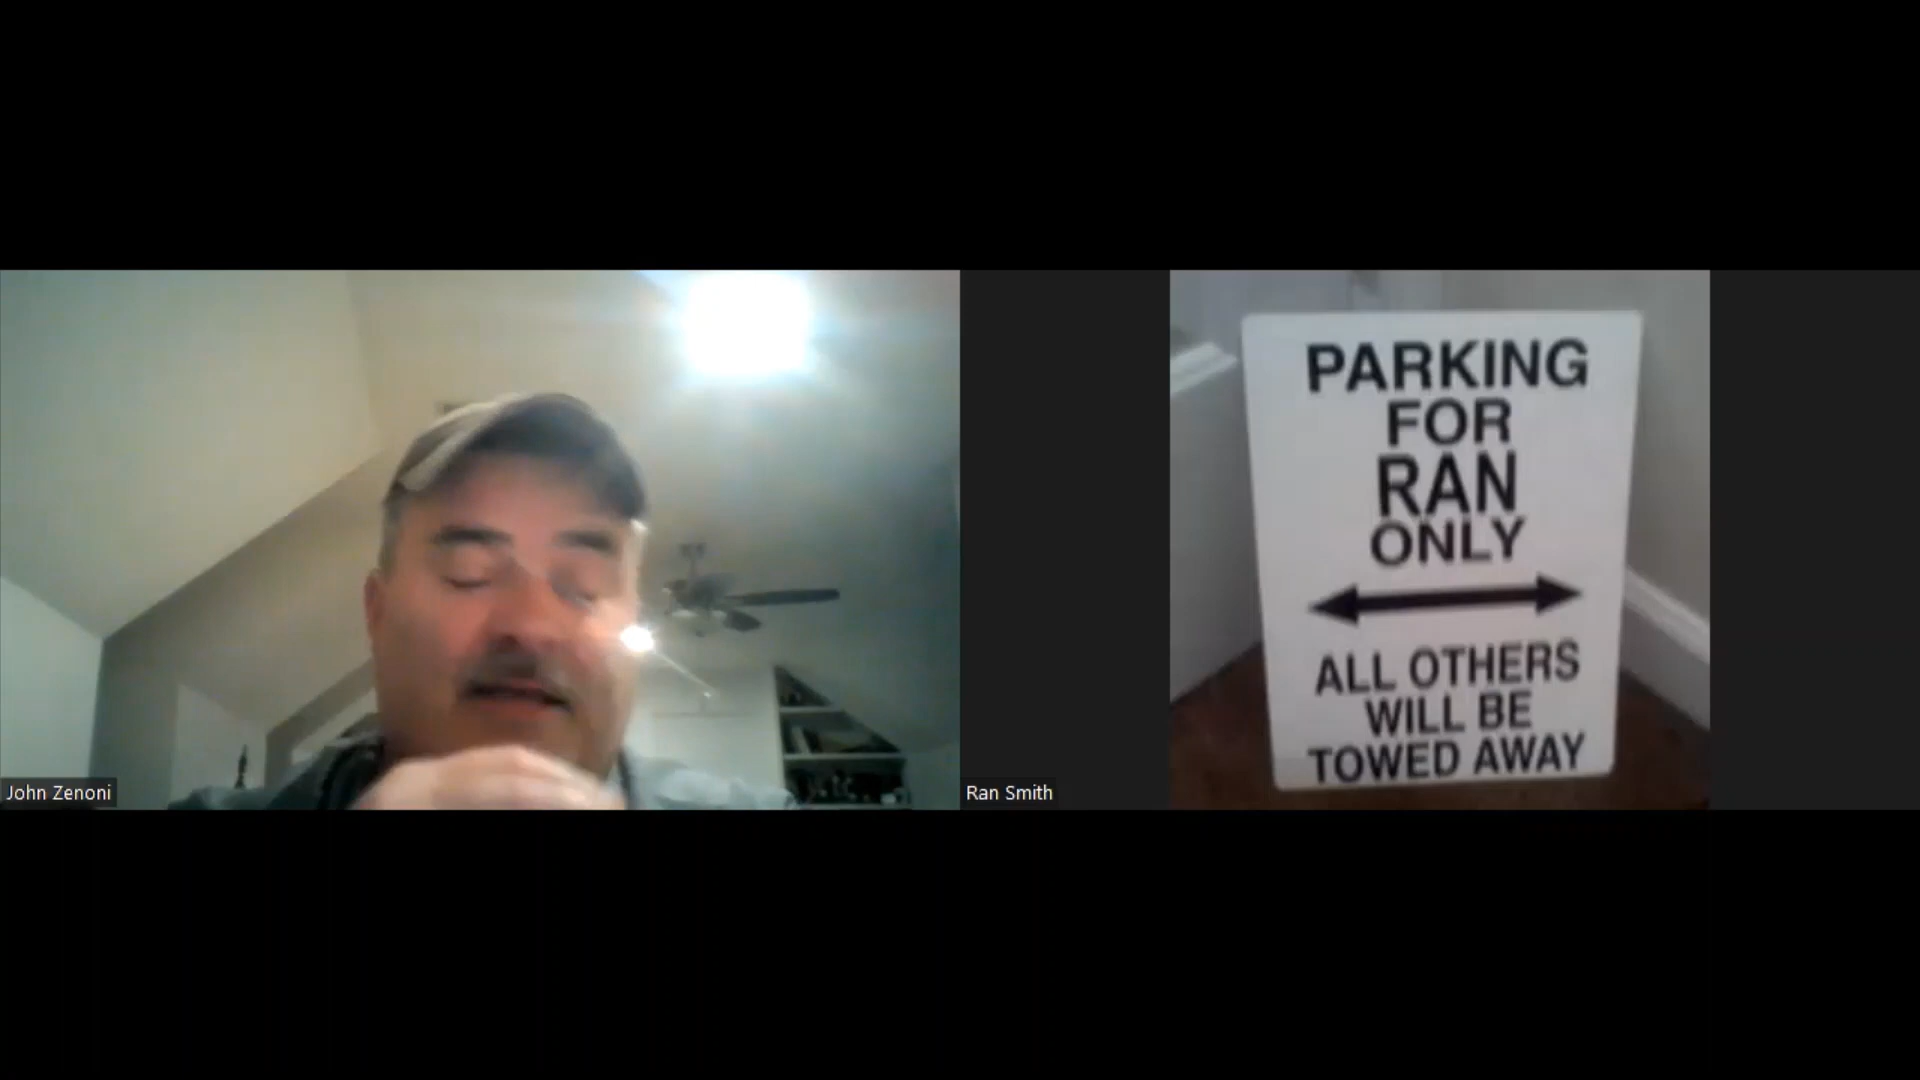 John Zenoni
PARKING
FOR
RAN
ONLY
ALL OTHERS
WILL BE
TOWED AWAY
Ran Smith